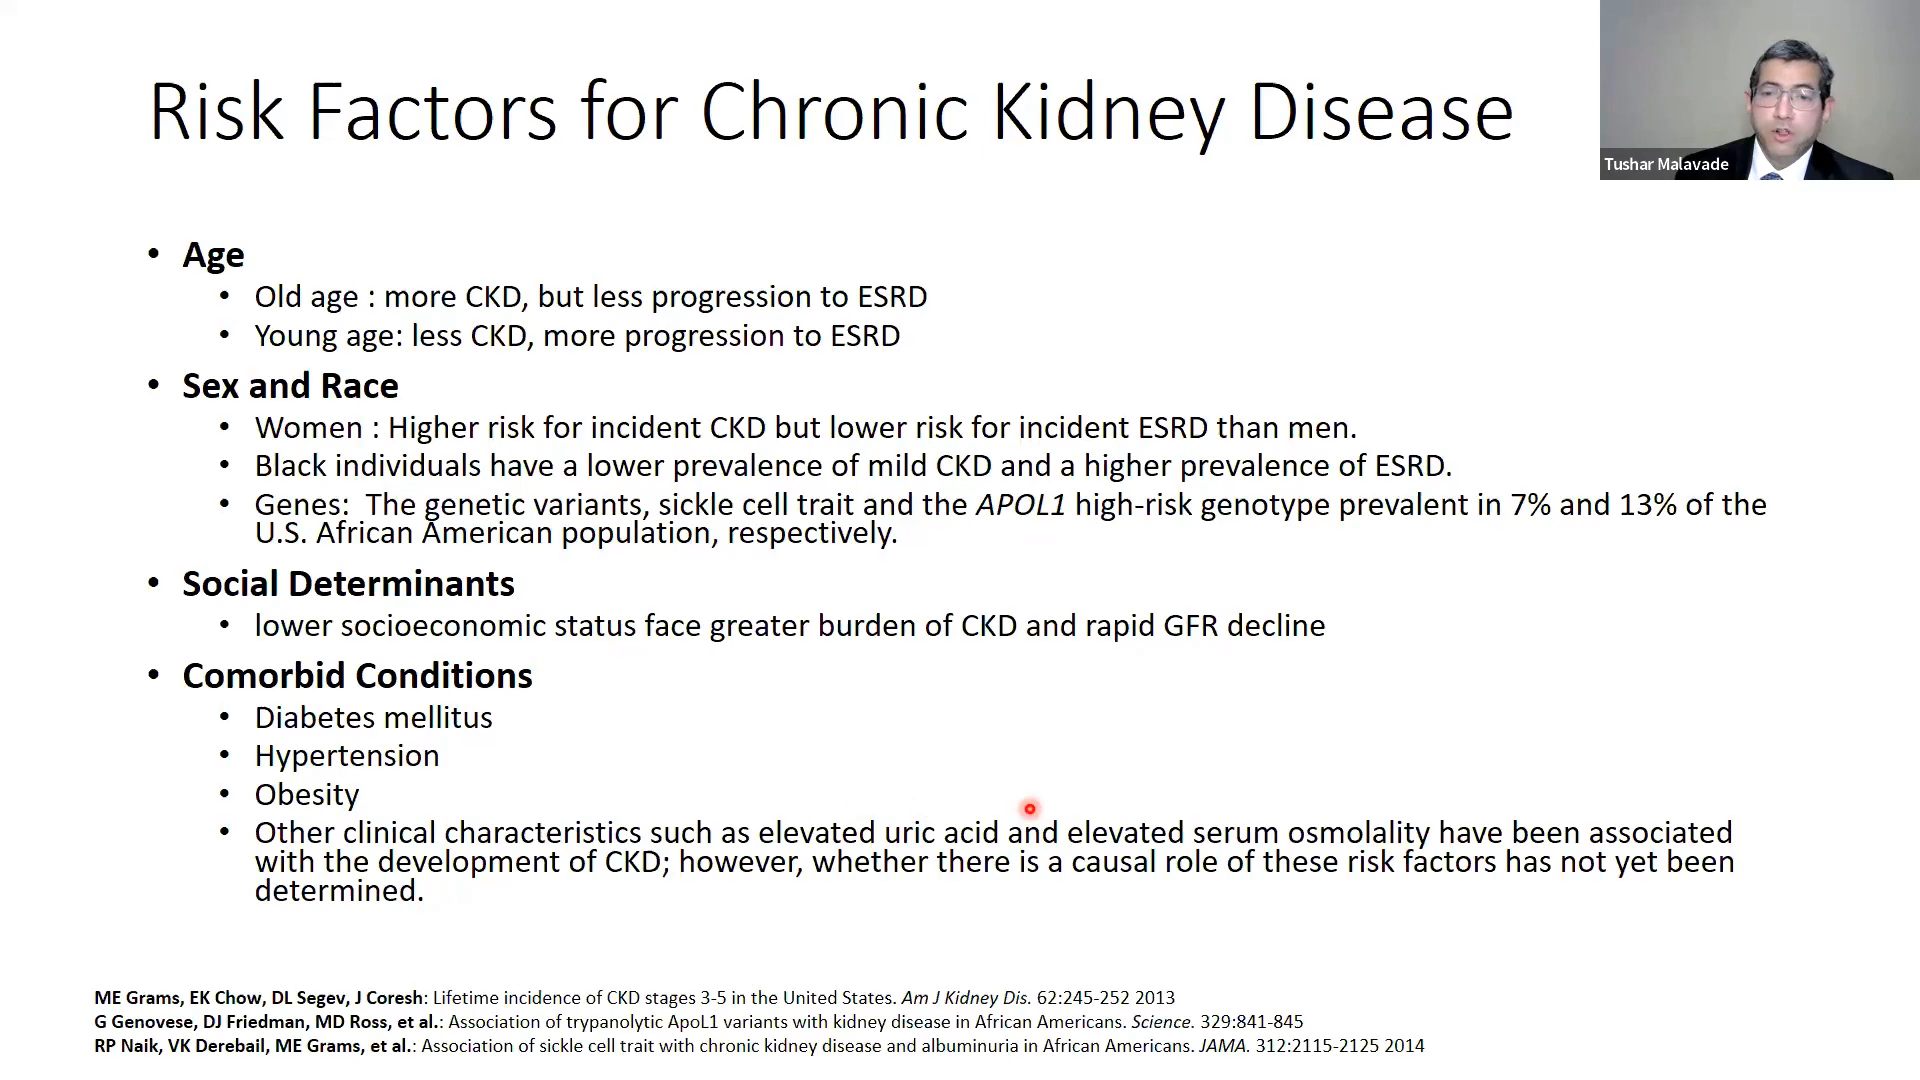 Risk Factors for Chronic Kidney Disease
Tushar Malavade
• Age
• Old age : more CKD, but less progression to ESRD
• Young age: less CKD, more progression to ESRD
• Sex and Race
• Women : Higher risk for incident CKD but lower risk for incident ESRD than men.
• Black individuals have a lower prevalence of mild CKD and a higher prevalence of ESRD.
• Genes:  The genetic variants, sickle cell trait and the APOL1 high-risk genotype prevalent in 7% and 13% of the
U.S. African American population, respectively.
• Social Determinants
• lower socioeconomic status face greater burden of CKD and rapid GFR decline
• Comorbid Conditions
• Diabetes mellitus
• Hypertension
• Obesity
• Other clinical characteristics such as elevated uric acid and elevated serum osmolality have been associated
with the development of CKD; however, whether there is a causal role of these risk factors has not yet been
determined.
ME Grams, EK Chow, DL Segev, J Coresh: Lifetime incidence of CKD stages 3-5 in the United States. Am J Kidney Dis. 62:245-252 2013
G Genovese, DJ Friedman, MD Ross, et al.: Association of trypanolytic ApoL1 variants with kidney disease in African Americans. Science. 329:841-845
RP Naik, VK Derebail, ME Grams, et al.: Association of sickle cell trait with chronic kidney disease and albuminuria in African Americans. JAMA. 312:2115-2125 2014